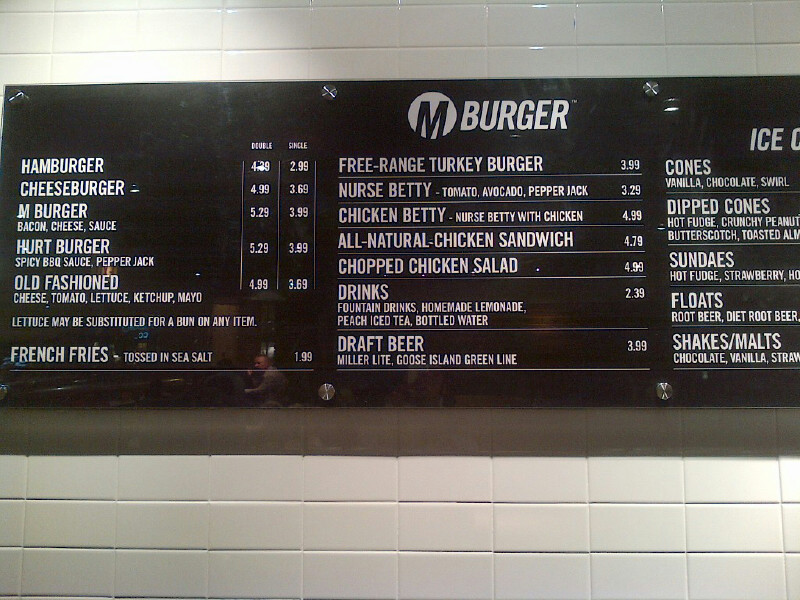 DOUBLE SINGLE
HAMBURGER 4.29 2.99
CHEESEBURGER 4.99 3.69
M BURGER 5.29 3.99
BACON, CHEESE, SAUCE
HURT BURGER 5.29 3.99
SPICY BBQ SAUCE, PEPPER JACK
OLD FASHIONED 4.99 3.69
CHEESE, TOMATO, LETTUCE, KETCHUP, MAYO
LETTUCE MAY BE SUBSTITUTED FOR A BUN ON ANY ITEM.
FRENCH FRIES - TOSSED IN SEA SALT 1.99
M BURGER™
FREE-RANGE TURKEY BURGER 3.99
NURSE BETTY - TOMATO, AVOCADO, PEPPER JACK 3.29
CHICKEN BETTY - NURSE BETTY WITH CHICKEN 4.99
ALL-NATURAL-CHICKEN SANDWICH 4.79
CHOPPED CHICKEN SALAD 4.99
DRINKS 2.39
FOUNTAIN DRINKS, HOMEMADE LEMONADE,
PEACH ICED TEA, BOTTLED WATER
DRAFT BEER 3.99
MILLER LITE, GOOSE ISLAND GREEN LINE
ICE C
CONES
VANILLA, CHOCOLATE, SWIRL
DIPPED CONES
HOT FUDGE, CRUNCHY PEANUT
BUTTERSCOTCH, TOASTED ALM
SUNDAES
HOT FUDGE, STRAWBERRY, HO
FLOATS
ROOT BEER, DIET ROOT BEER,
SHAKES/MALTS
CHOCOLATE, VANILLA, STRAW